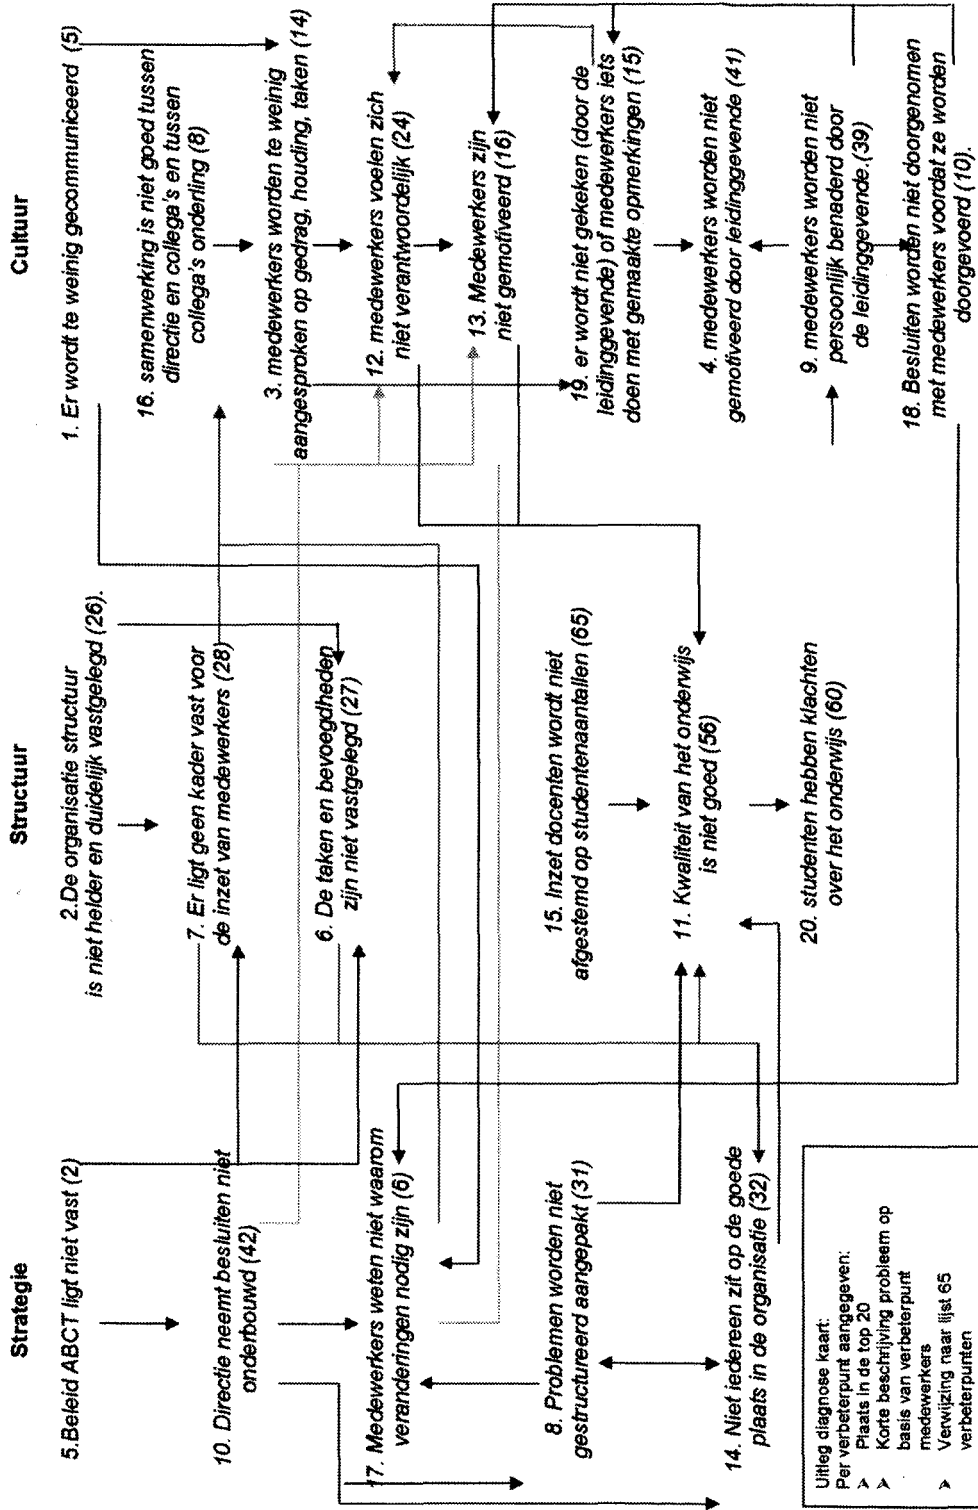 Strategie
5.Beleid ABCT ligt niet vast (2)
10. Directie neemt besluiten niet
onderbouwd (42)
17. Medewerkers weten niet waarom
veranderingen nodig zijn (6)
8. Problemen worden niet
gestructureerd aangepakt (31)
14. Niet iedereen zit op de goede
plaats in de organisatie (32)
Uitleg diagnose kaart:
Per verbeterpunt aangegeven:
➢ Plaats in de top 20
➢ Korte beschrijving probleem op
basis van verbeterpunt
medewerkers
➢ Verwijzing naar lijst 65
verbeterpunten
Structuur
2.De organisatie structuur
is niet helder en duidelijk vastgelegd (26).
7. Er ligt geen kader vast voor
de inzet van medewerkers (28)
6. De taken en bevoegdheden
zijn niet vastgelegd (27)
15. Inzet docenten wordt niet
afgestemd op studentenaantallen (65)
11. Kwaliteit van het onderwijs
is niet goed (56)
20. studenten hebben klachten
over het onderwijs (60)
Cultuur
1. Er wordt te weinig gecommuniceerd (5)
16. samenwerking is niet goed tussen
directie en collega's en tussen
collega's onderling (8)
3. medewerkers worden te weinig
aangesproken op gedrag, houding, taken (14)
12. medewerkers voelen zich
niet verantwoordelijk (24)
13. Medewerkers zijn
niet gemotiveerd (16)
19. er wordt niet gekeken (door de
leidinggevende) of medewerkers iets
doen met gemaakte opmerkingen (15)
4. medewerkers worden niet
gemotiveerd door leidinggevende (41)
9. medewerkers worden niet
persoonlijk benaderd door
de leidinggevende.(39)
18. Besluiten worden niet doorgenomen
met medewerkers voordat ze worden
doorgevoerd (10).